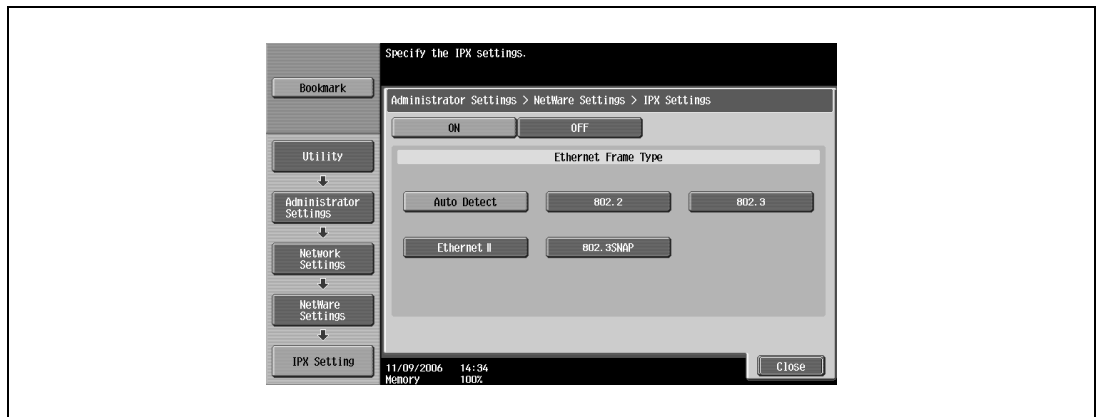 Specify the IPX settings.
Bookmark
Administrator Settings > NetWare Settings > IPX Settings
ON
OFF
Utility
Ethernet Frame Type
Administrator
Settings
Auto Detect
802.2
802.3
Network
Settings
Ethernet II
802.3SNAP
NetWare
Settings
IPX Setting
11/09/2006 14:34
Memory 100%
Close